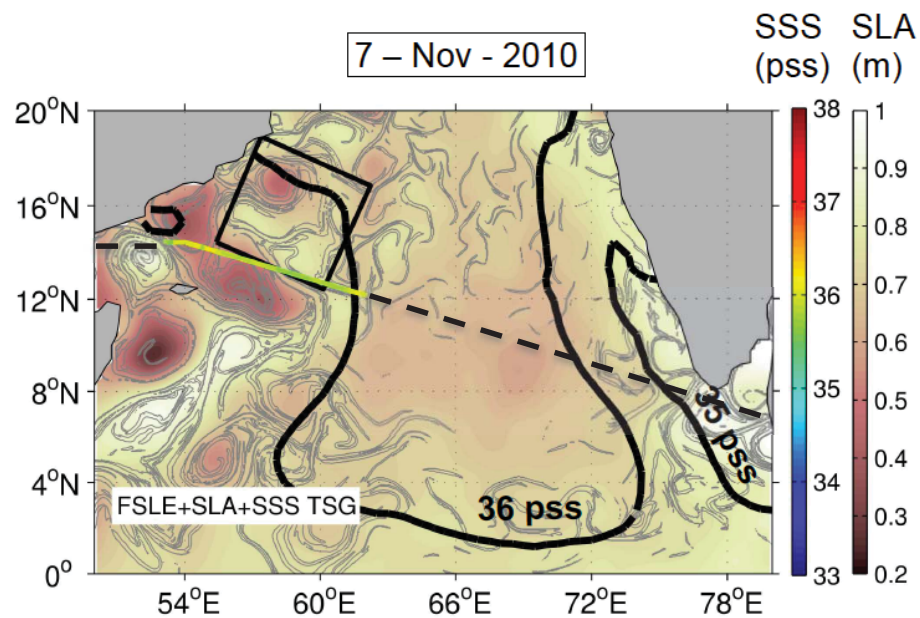 SSS SLA
(pss) (m)
7 – Nov - 2010
20°N
16°N
12°N
8°N
4°N
0°
54°E 60°E 66°E 72°E 78°E
FSLE+SLA+SSS TSG
36 pss
35 pss
38
37
36
35
34
33
1
0.9
0.8
0.7
0.6
0.5
0.4
0.3
0.2